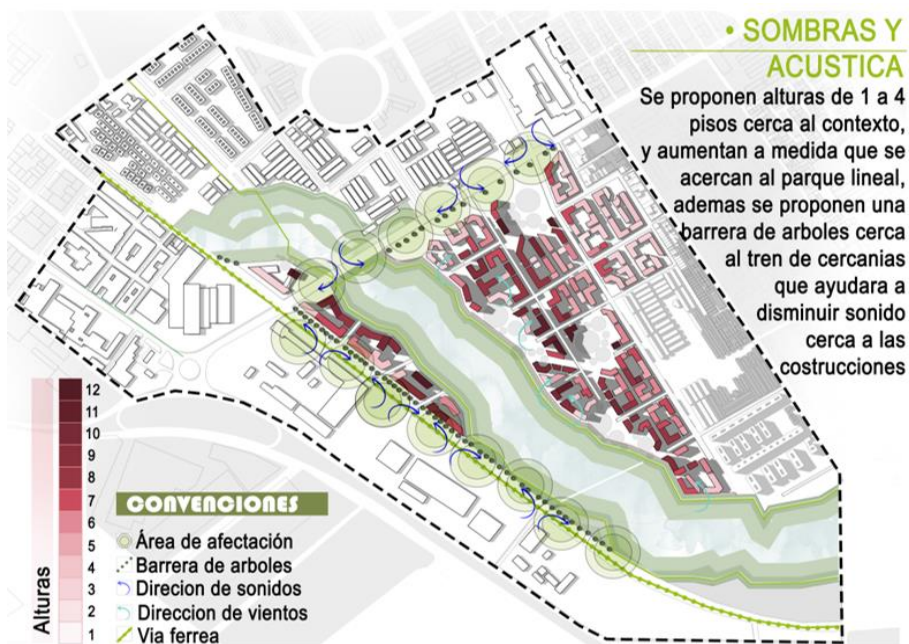 • SOMBRAS Y
ACUSTICA
Se proponen alturas de 1 a 4
pisos cerca al contexto,
y aumentan a medida que se
acercan al parque lineal,
ademas se proponen una
barrera de arboles cerca
al tren de cercanias
que ayudara a
disminuir sonido
cerca a las
costrucciones
Alturas
12
11
10
9
8
7
6
5
4
3
2
1
CONVENCIONES
Área de afectación
Barrera de arboles
Direcion de sonidos
Direccion de vientos
Via ferrea